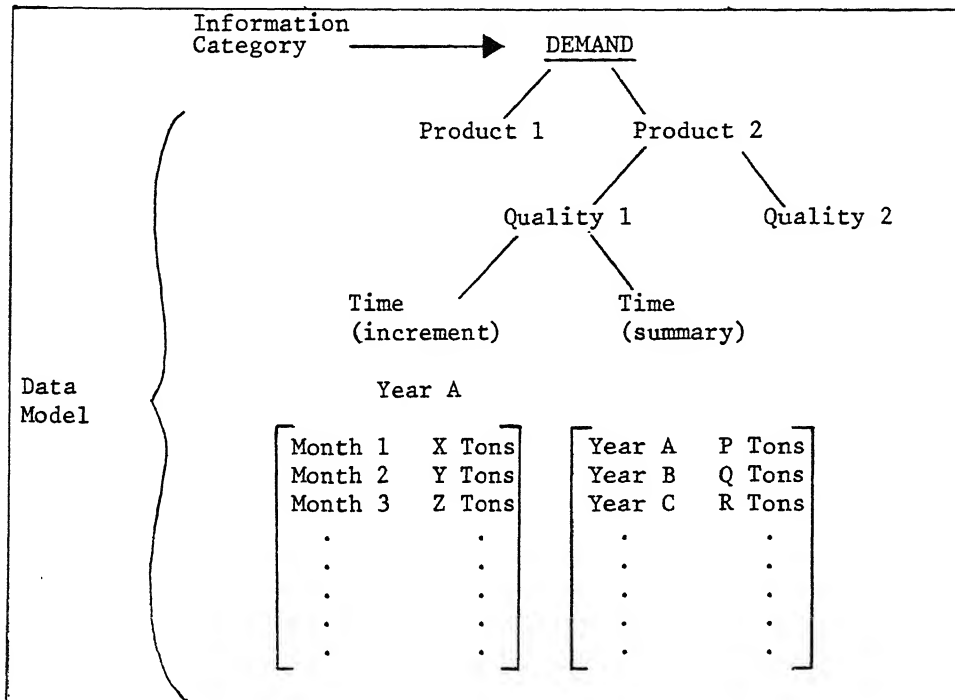 Information
Category
DEMAND
Product 1 Product 2
Quality 1 Quality 2
Time Time
(increment) (summary)
Data
Model
Year A
Month 1 X Tons Year A P Tons
Month 2 Y Tons Year B Q Tons
Month 3 Z Tons Year C R Tons
. . . .
. . . .
. . . .
. . . .
. . . .